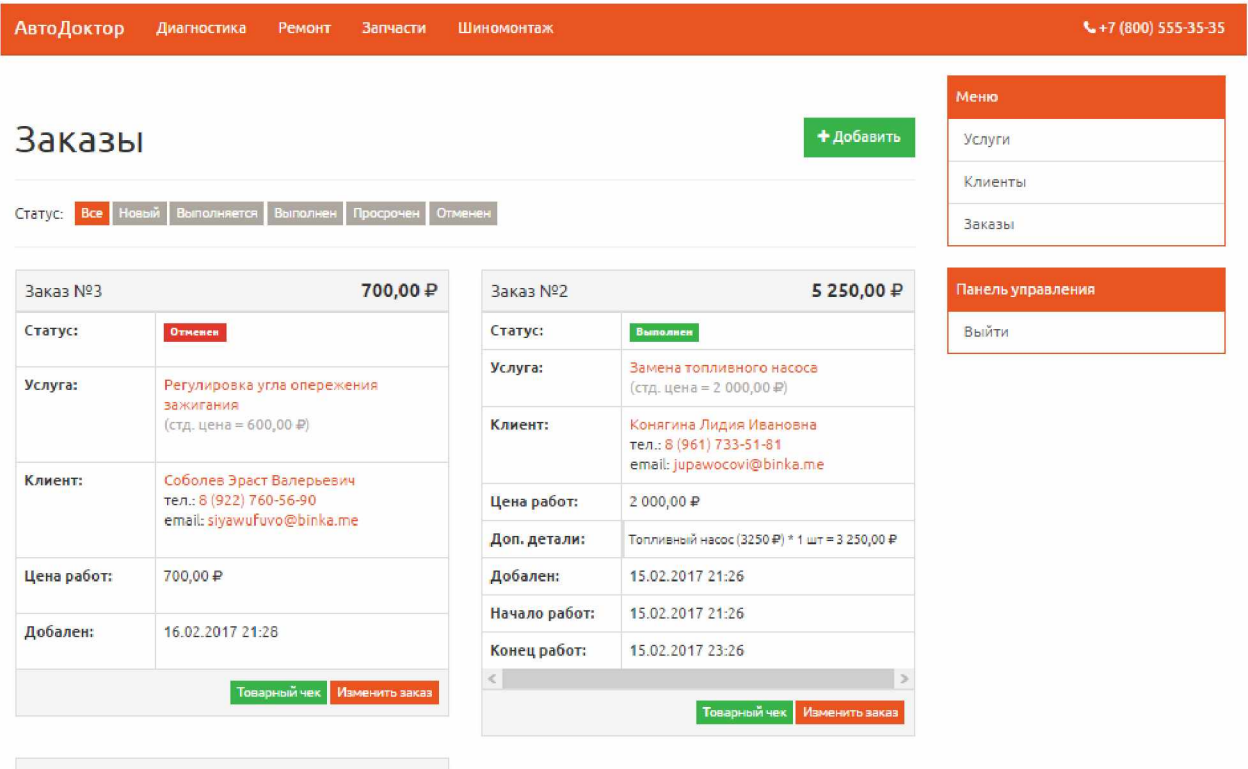 АвтоДоктор Диагностика Ремонт Запчасти Шиномонтаж +7 (800) 555-35-35
Заказы
+ Добавить
Статус: Все Новый Выполняется Выполнен Просрочен Отменен
Заказ №3 700,00 ₽
Статус: Отменен
Услуга: Регулировка угла опережения
зажигания
(стд. цена = 600,00 ₽)
Клиент: Соболев Эраст Валерьевич
тел.: 8 (922) 760-56-90
email: siyawufuvo@binka.me
Цена работ: 700,00 ₽
Добален: 16.02.2017 21:28
Товарный чек Изменить заказ
Заказ №2 5 250,00 ₽
Статус: Выполнен
Услуга: Замена топливного насоса
(стд. цена = 2 000,00 ₽)
Клиент: Конягина Лидия Ивановна
тел.: 8 (961) 733-51-81
email: jupawocovi@binka.me
Цена работ: 2 000,00 ₽
Доп. детали: Топливный насос (3250 ₽) * 1 шт = 3 250,00 ₽
Добален: 15.02.2017 21:26
Начало работ: 15.02.2017 21:26
Конец работ: 15.02.2017 23:26
Товарный чек Изменить заказ
Меню
Услуги
Клиенты
Заказы
Панель управления
Выйти